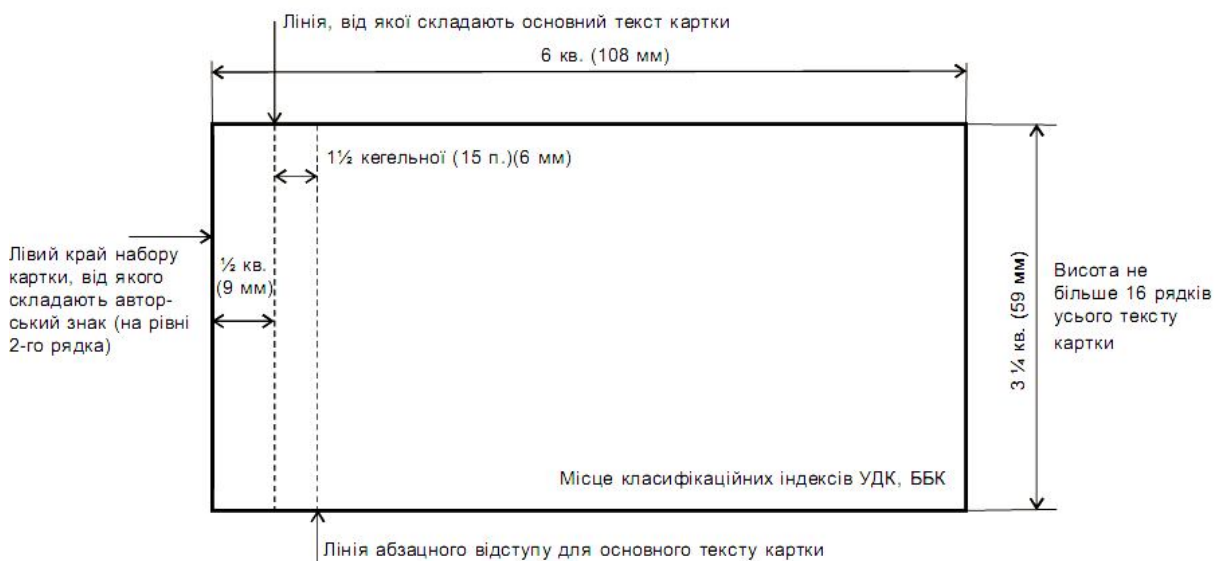 Лінія, від якої складають основний текст картки
6 кв. (108 мм)
1½ кегельної (15 п.)(6 мм)
Лівий край набору
картки, від якого
складають автор-
ський знак (на рівні
2-го рядка)
½ кв.
(9 мм)
3 ¼ кв. (59 мм)
Висота не
більше 16 рядків
усього тексту
картки
Місце класифікаційних індексів УДК, ББК
Лінія абзацного відступу для основного тексту картки